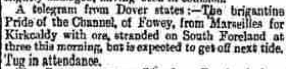 A telegram from Dover states:—The brigantine
Pride of the Channel, of Fowey, from Marseilles for
Kirkcaldy with ore, stranded on South Foreland at
three this morning, but is expected to get off next tide.
Tug in attendance.